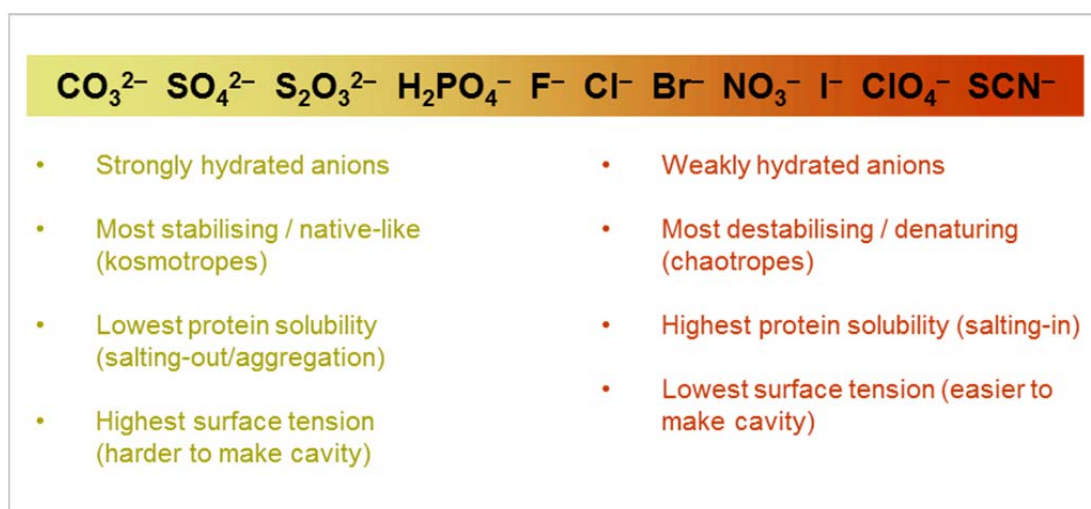 CO₃²⁻ SO₄²⁻ S₂O₃²⁻ H₂PO₄⁻ F⁻ Cl⁻ Br⁻ NO₃⁻ I⁻ ClO₄⁻ SCN⁻
• Strongly hydrated anions
• Most stabilising / native-like
(kosmotropes)
• Lowest protein solubility
(salting-out/aggregation)
• Highest surface tension
(harder to make cavity)
• Weakly hydrated anions
• Most destabilising / denaturing
(chaotropes)
• Highest protein solubility (salting-in)
• Lowest surface tension (easier to
make cavity)